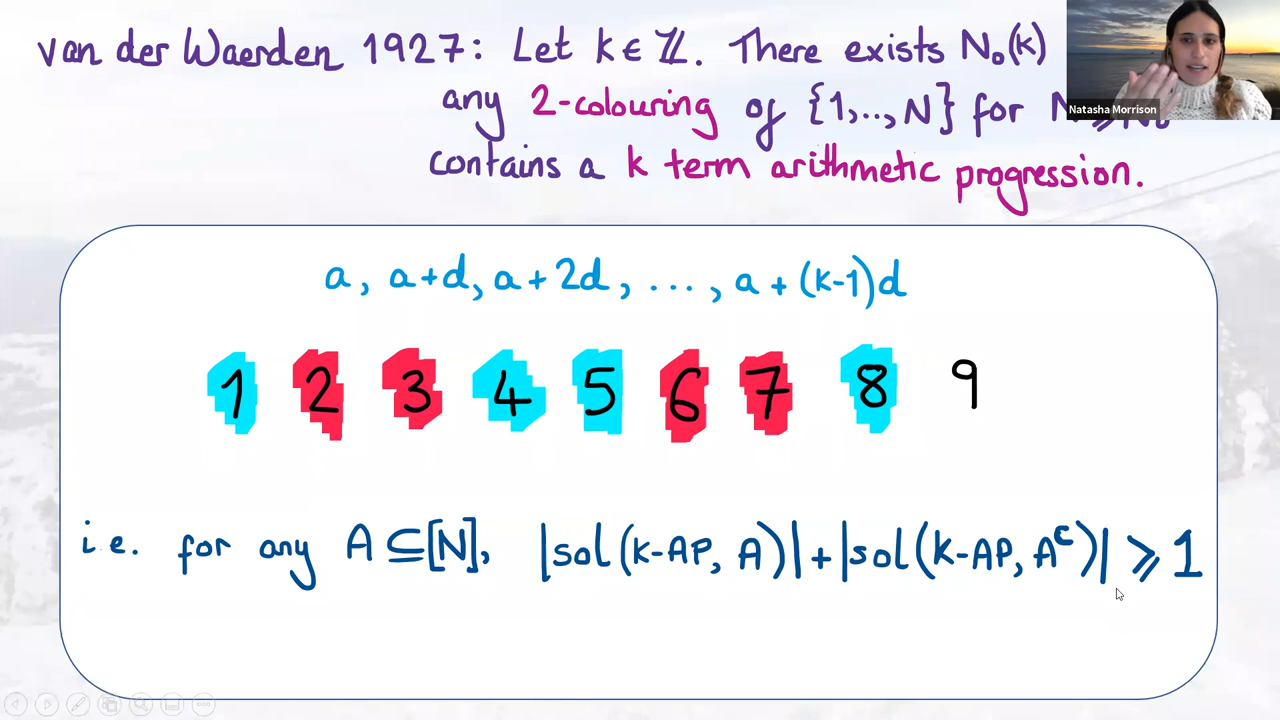 van der Waerden 1927: Let k ∈ ℤ. There exists N₀(k)
any 2-colouring of {1,..,N} for N ≥ N₀
contains a k term arithmetic progression.
Natasha Morrison
a, a+d, a+2d, ..., a+(k-1)d
1 2 3 4 5 6 7 8 9
i.e. for any A ⊆ [N], |sol(k-AP, A)| + |sol(k-AP, Aᶜ)| ≥ 1